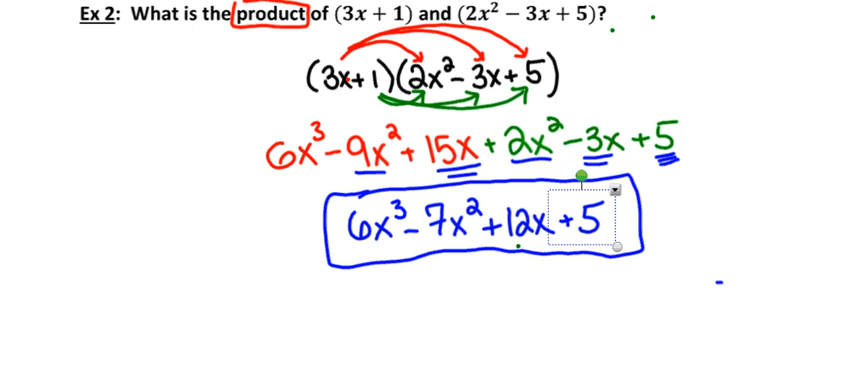 Ex 2: What is the product of (3x + 1) and (2x² − 3x + 5)?
(3x+1)(2x²-3x+5)
6x³-9x²+15x+2x²-3x+5
6x³-7x²+12x+5